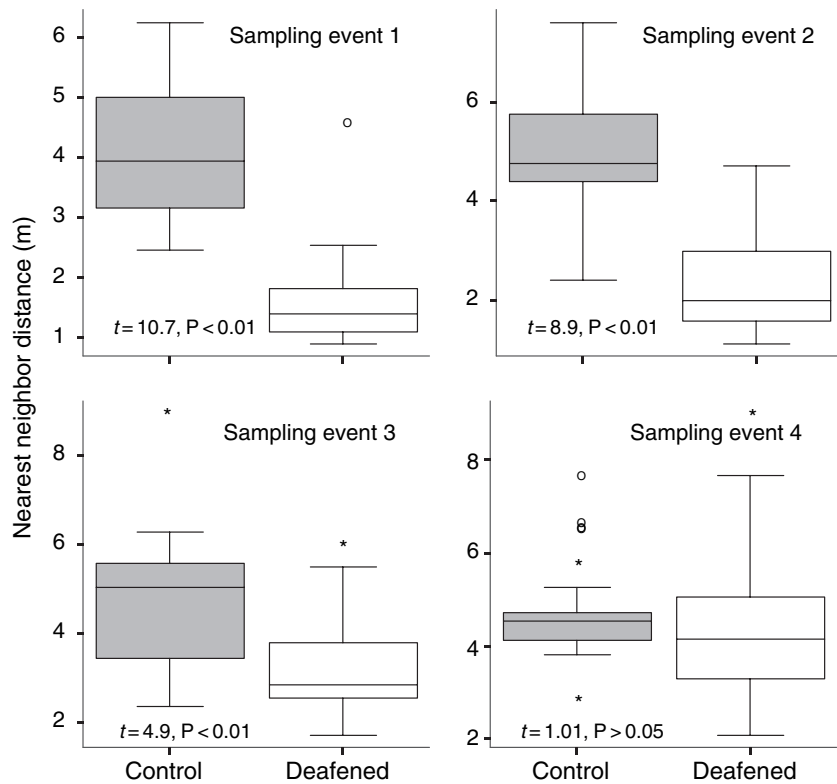 Nearest neighbor distance (m)
Sampling event 1
6
5
4
3
2
1
t = 10.7, P < 0.01
Sampling event 2
6
4
2
t = 8.9, P < 0.01
Sampling event 3
8
6
4
2
t = 4.9, P < 0.01
Control
Deafened
Sampling event 4
8
6
4
2
t = 1.01, P > 0.05
Control
Deafened